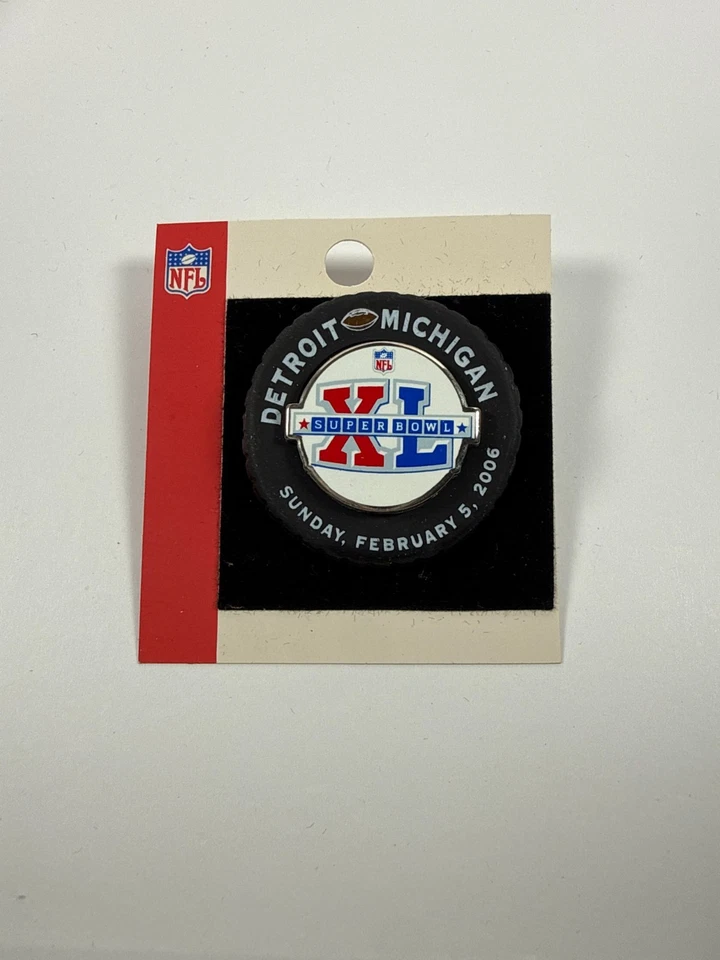 NFL
DETROIT MICHIGAN
NFL
XL
SUPER BOWL
SUNDAY, FEBRUARY 5, 2006